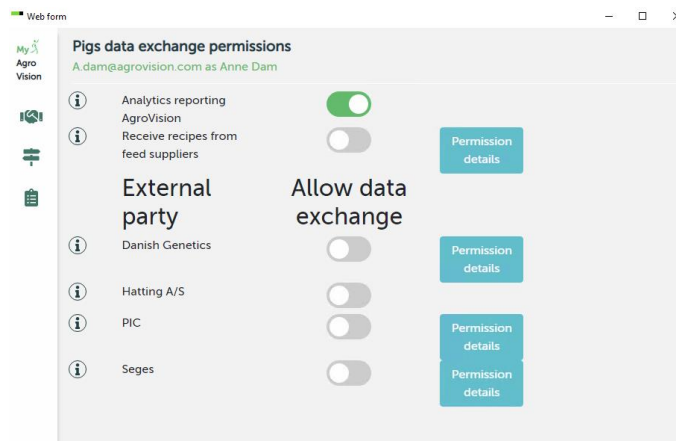 Web form
My
Agro
Vision
Pigs data exchange permissions
A.dam@agrovision.com as Anne Dam
Analytics reporting
AgroVision
Receive recipes from
feed suppliers
Permission
details
External
party
Allow data
exchange
Danish Genetics
Permission
details
Hatting A/S
PIC
Permission
details
Seges
Permission
details